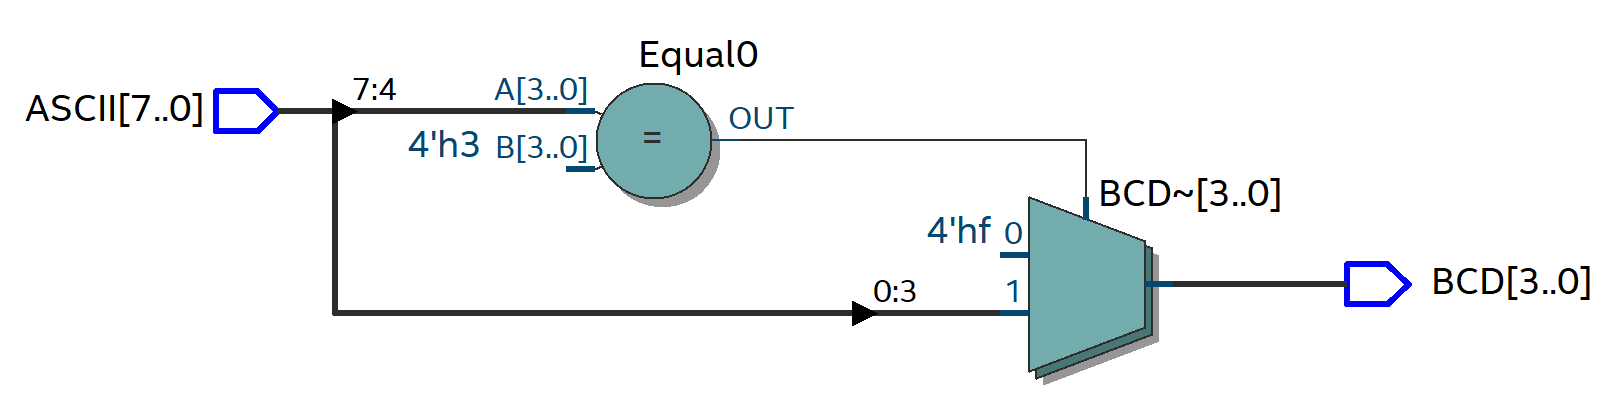 Equal0
ASCII[7..0]
7:4
A[3..0]
4'h3
B[3..0]
=
OUT
BCD~[3..0]
4'hf
0
0:3
1
BCD[3..0]